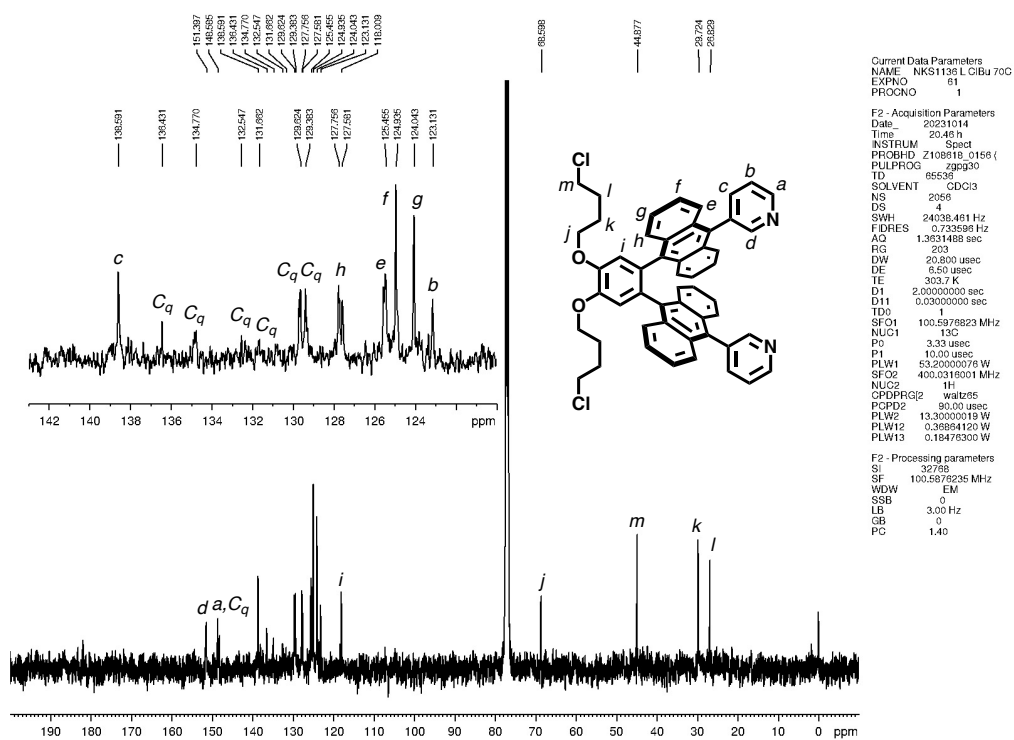 151.397
148.585
138.591
136.431
134.770
132.547
131.662
129.624
129.383
127.756
127.581
125.455
124.935
124.043
123.131
118.009
68.598
44.877
29.724
26.829
138.591
136.431
134.770
132.547
131.662
129.624
129.383
127.756
127.581
125.455
124.935
124.043
123.131
c
Cq
Cq
Cq
Cq
Cq Cq
h
e
f
g
b
142 140 138 136 134 132 130 128 126 124 ppm
Cl
m
l
k
j
O
i
h
g
f
e
c
b
a
N
d
O
N
Cl
d
a,Cq
i
j
m
k
l
190 180 170 160 150 140 130 120 110 100 90 80 70 60 50 40 30 20 10 0 ppm
Current Data Parameters
NAME NKS1136 L ClBu 70C
EXPNO 61
PROCNO 1
F2 - Acquisition Parameters
Date_ 20231014
Time 20.46 h
INSTRUM Spect
PROBHD Z108618_0156 (
PULPROG zgpg30
TD 65536
SOLVENT CDCl3
NS 2056
DS 4
SWH 24038.461 Hz
FIDRES 0.733596 Hz
AQ 1.3631488 sec
RG 203
DW 20.800 usec
DE 6.50 usec
TE 303.7 K
D1 2.00000000 sec
D11 0.03000000 sec
TD0 1
SFO1 100.5976823 MHz
NUC1 13C
P0 3.33 usec
P1 10.00 usec
PLW1 53.20000076 W
SFO2 400.0316001 MHz
NUC2 1H
CPDPRG[2 waltz65
PCPD2 90.00 usec
PLW2 13.30000019 W
PLW12 0.36864120 W
PLW13 0.18476300 W
F2 - Processing parameters
SI 32768
SF 100.5876235 MHz
WDW EM
SSB 0
LB 3.00 Hz
GB 0
PC 1.40